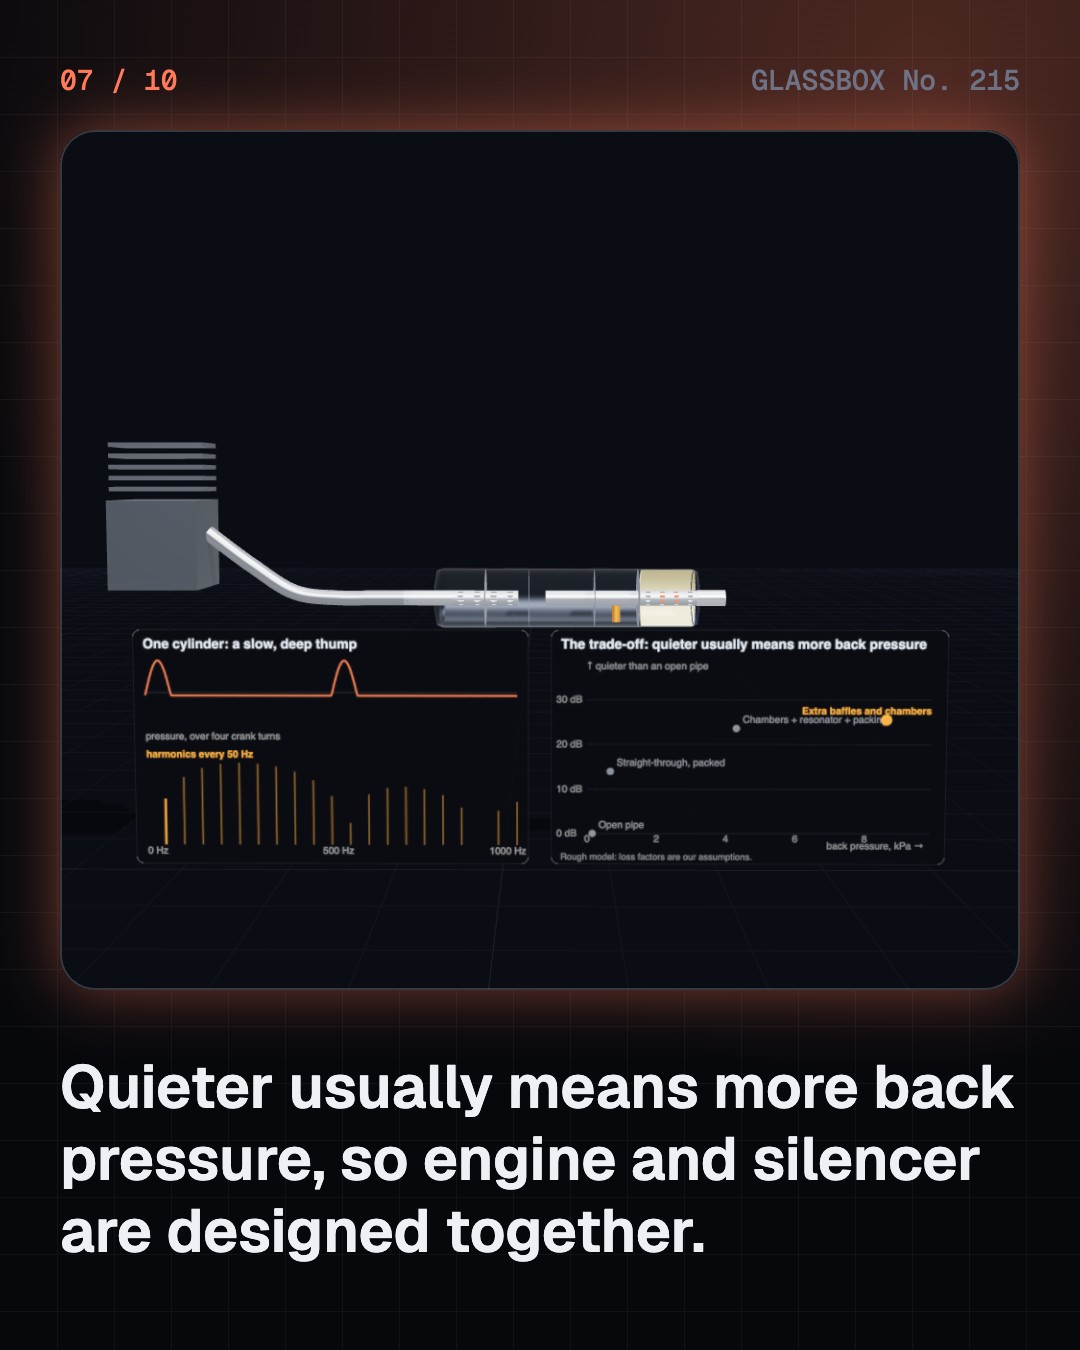 07 / 10
GLASSBOX No. 215
One cylinder: a slow, deep thump
pressure, over four crank turns
harmonics every 50 Hz
0 Hz
500 Hz
1000 Hz
The trade-off: quieter usually means more back pressure
↑ quieter than an open pipe
30 dB
Extra baffles and chambers
Chambers + resonator + packin
20 dB
Straight-through, packed
10 dB
Open pipe
0 dB
0
2
4
6
8
back pressure, kPa →
Rough model: loss factors are our assumptions.
Quieter usually means more back
pressure, so engine and silencer
are designed together.